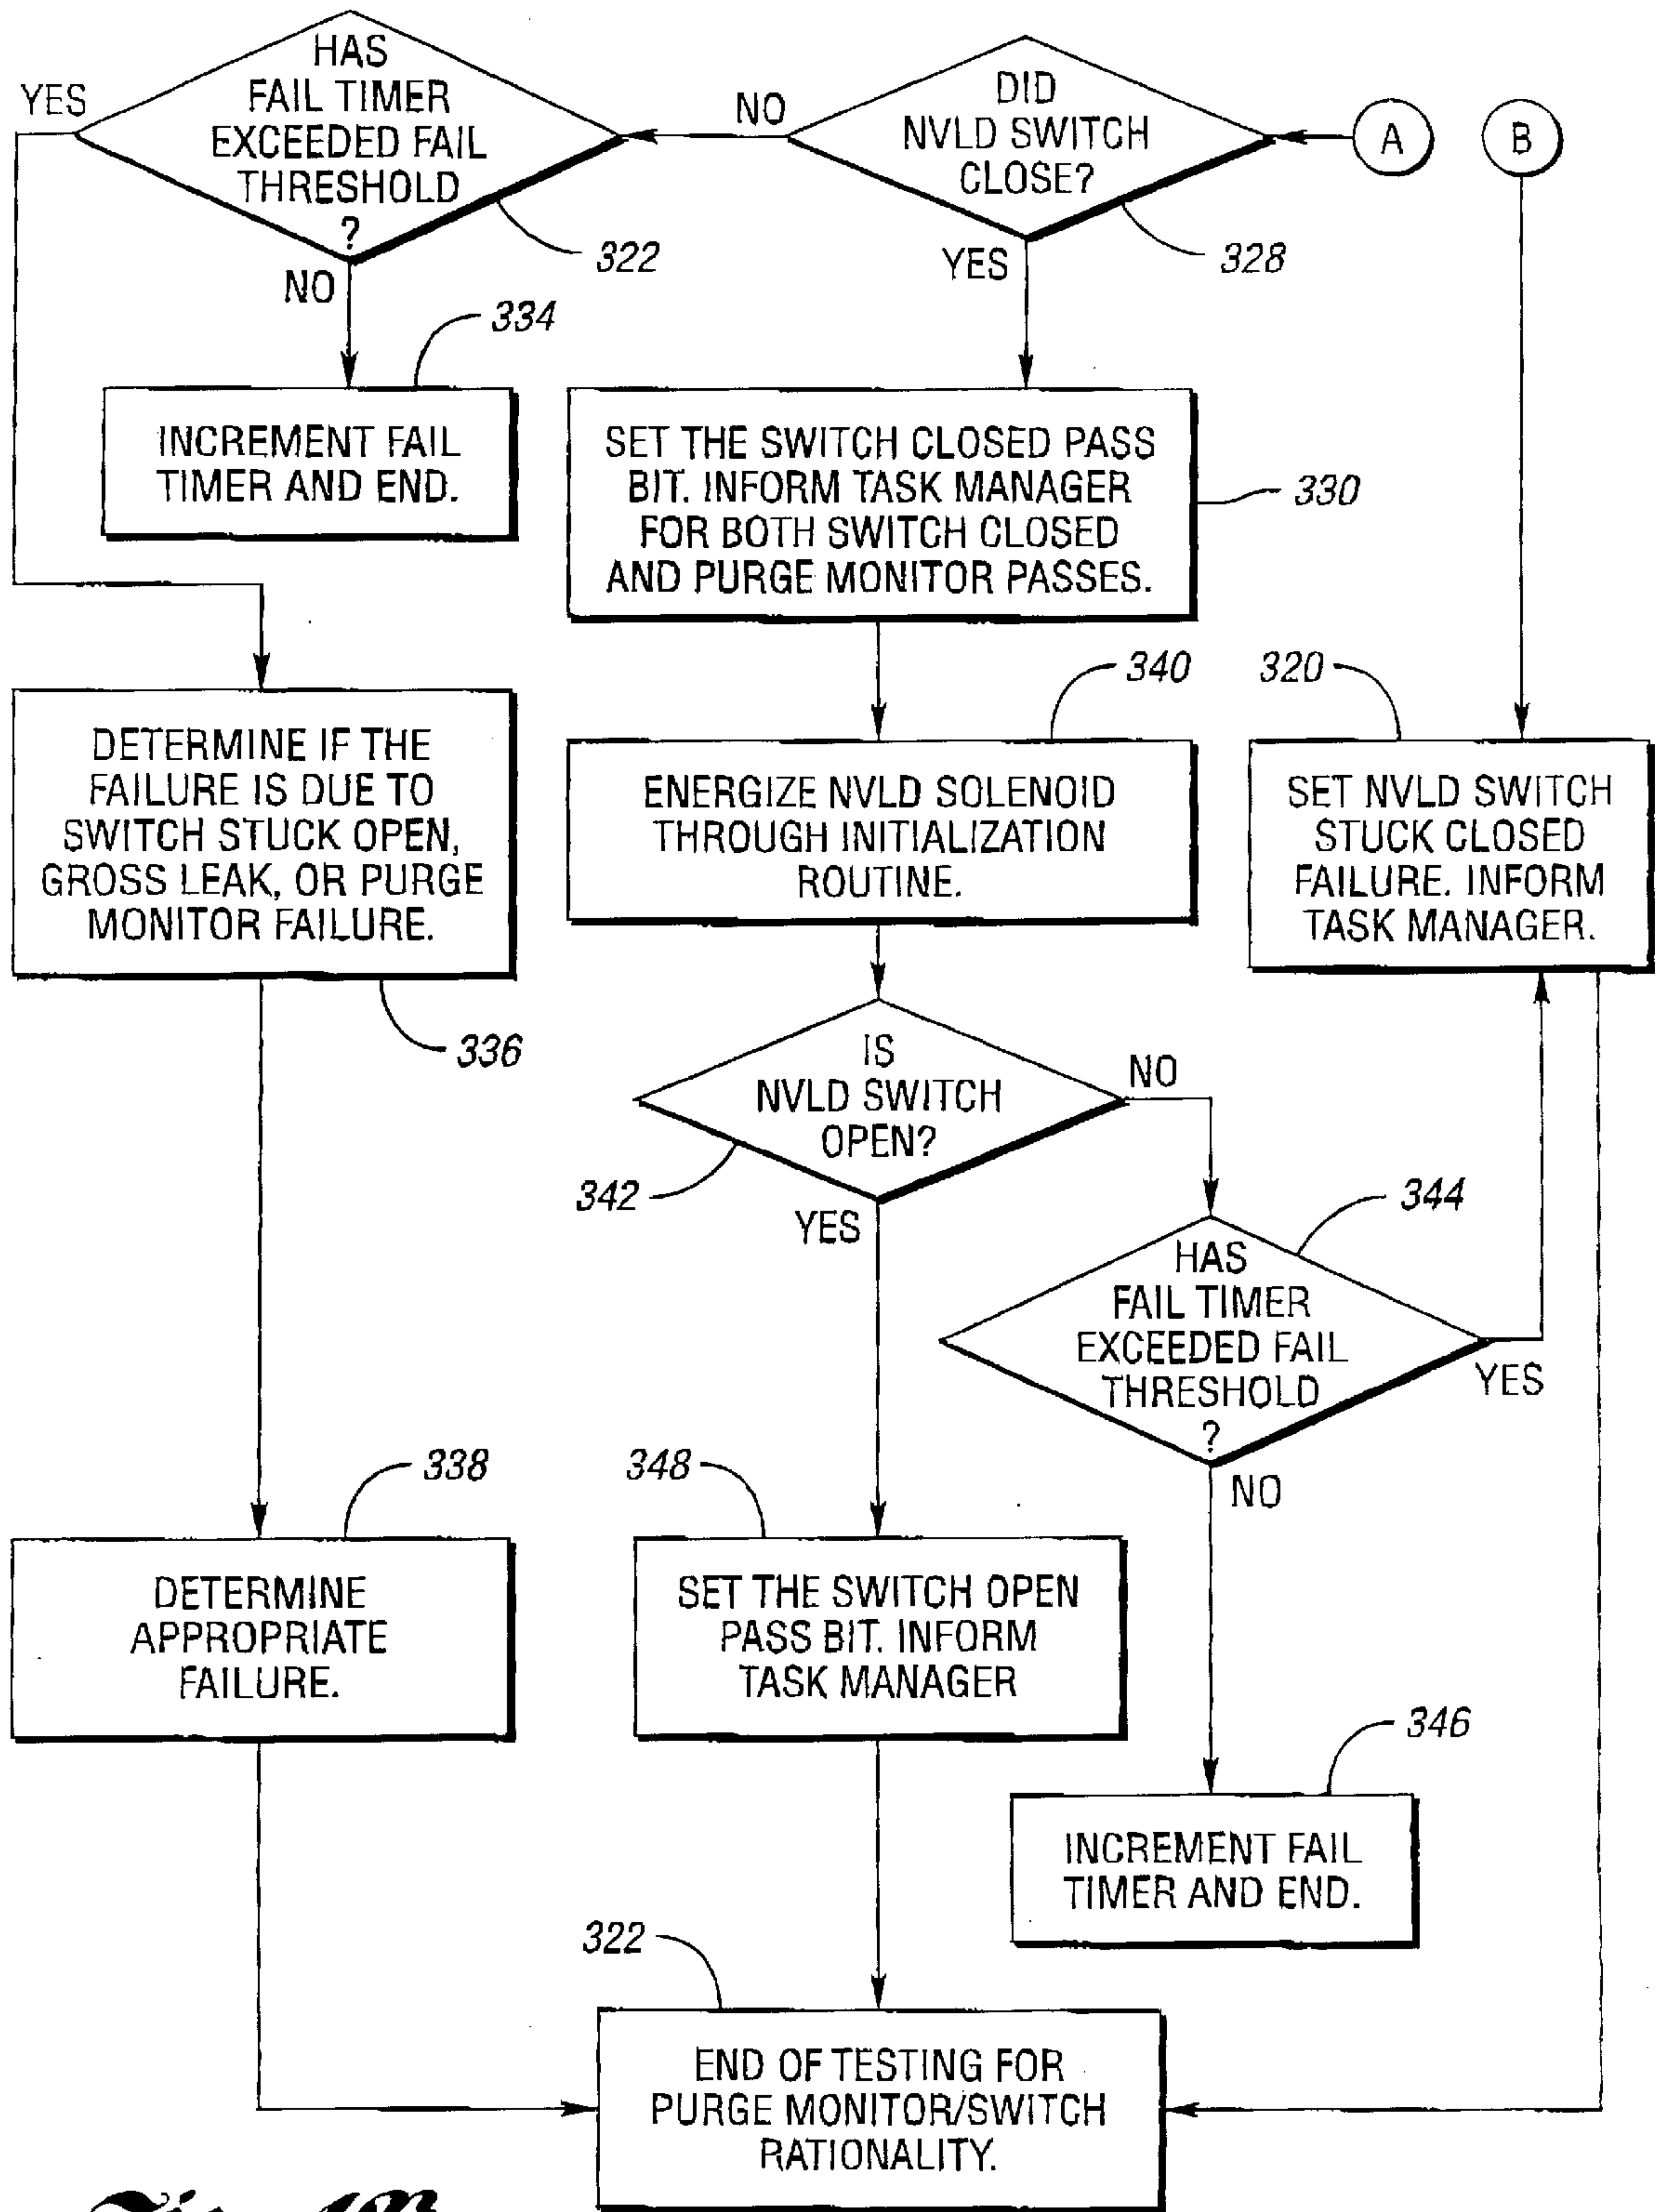 HAS
FAIL TIMER
EXCEEDED FAIL
THRESHOLD
?
YES
NO
322
DID
NVLD SWITCH
CLOSE?
NO
YES
328
A
B
334
INCREMENT FAIL
TIMER AND END.
SET THE SWITCH CLOSED PASS
BIT. INFORM TASK MANAGER
FOR BOTH SWITCH CLOSED
AND PURGE MONITOR PASSES.
330
DETERMINE IF THE
FAILURE IS DUE TO
SWITCH STUCK OPEN,
GROSS LEAK, OR PURGE
MONITOR FAILURE.
336
340
ENERGIZE NVLD SOLENOID
THROUGH INITIALIZATION
ROUTINE.
320
SET NVLD SWITCH
STUCK CLOSED
FAILURE. INFORM
TASK MANAGER.
IS
NVLD SWITCH
OPEN?
NO
342
YES
344
HAS
FAIL TIMER
EXCEEDED FAIL
THRESHOLD
?
YES
NO
338
DETERMINE
APPROPRIATE
FAILURE.
348
SET THE SWITCH OPEN
PASS BIT. INFORM
TASK MANAGER
346
INCREMENT FAIL
TIMER AND END.
322
END OF TESTING FOR
PURGE MONITOR/SWITCH
RATIONALITY.